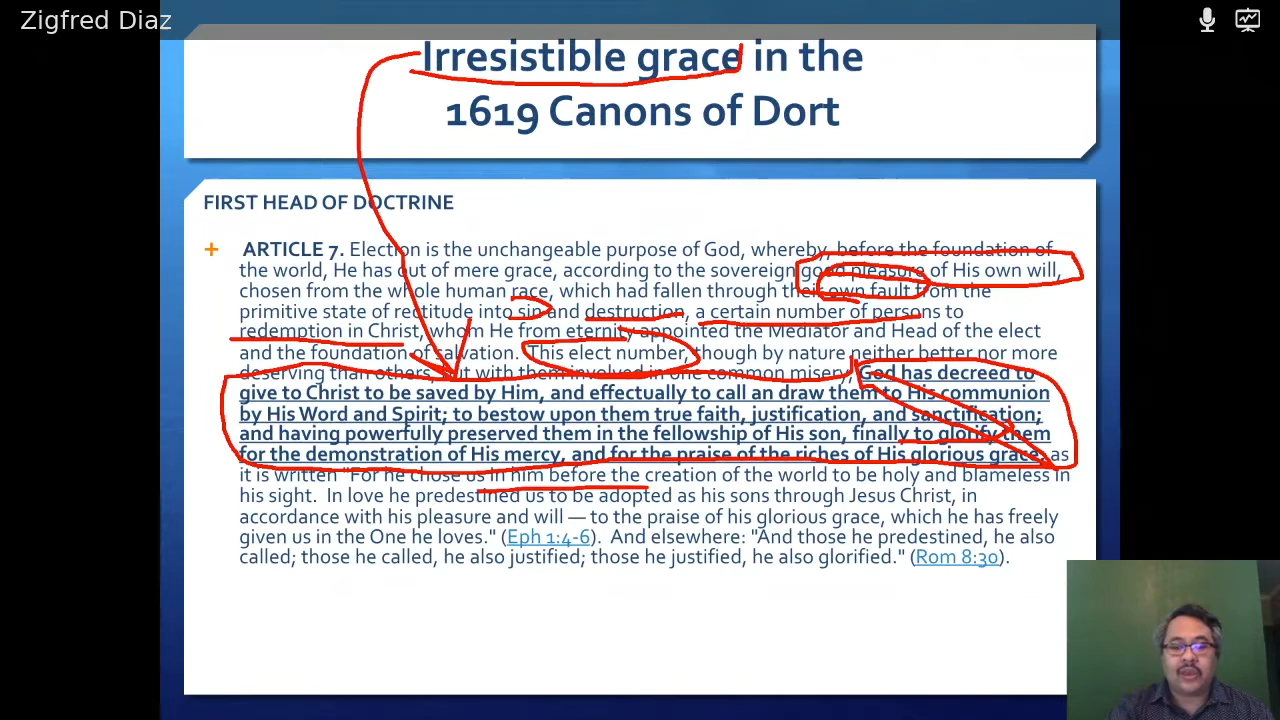 Zigfred Diaz
Irresistible grace in the
1619 Canons of Dort
FIRST HEAD OF DOCTRINE
+ ARTICLE 7. Election is the unchangeable purpose of God, whereby, before the foundation of
the world, He has out of mere grace, according to the sovereign good pleasure of His own will,
chosen from the whole human race, which had fallen through their own fault from the
primitive state of rectitude into sin and destruction, a certain number of persons to
redemption in Christ, whom He from eternity appointed the Mediator and Head of the elect
and the foundation of salvation. This elect number, though by nature neither better nor more
deserving than others, but with them involved in one common misery, God has decreed to
give to Christ to be saved by Him, and effectually to call an draw them to His communion
by His Word and Spirit; to bestow upon them true faith, justification, and sanctification;
and having powerfully preserved them in the fellowship of His son, finally to glorify them
for the demonstration of His mercy, and for the praise of the riches of His glorious grace, as
it is written "For he chose us in him before the creation of the world to be holy and blameless in
his sight.  In love he predestined us to be adopted as his sons through Jesus Christ, in
accordance with his pleasure and will — to the praise of his glorious grace, which he has freely
given us in the One he loves." (Eph 1:4-6).  And elsewhere: "And those he predestined, he also
called; those he called, he also justified; those he justified, he also glorified." (Rom 8:30).